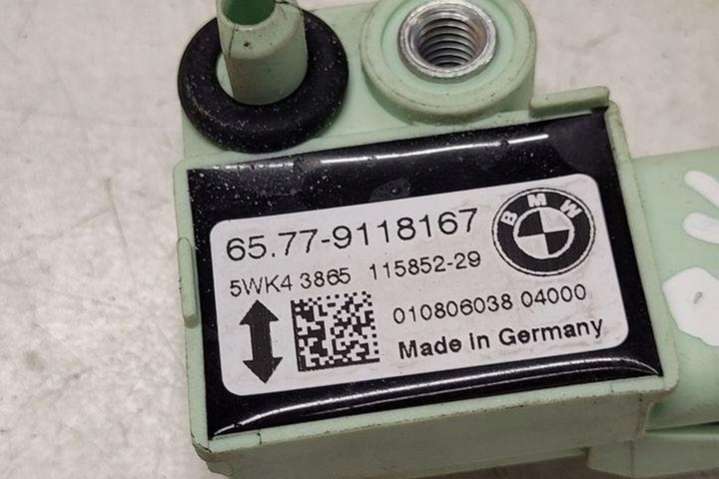 BMW
65.77-9118167
5WK4 3865 115852-29
010806038 04000
Made in Germany